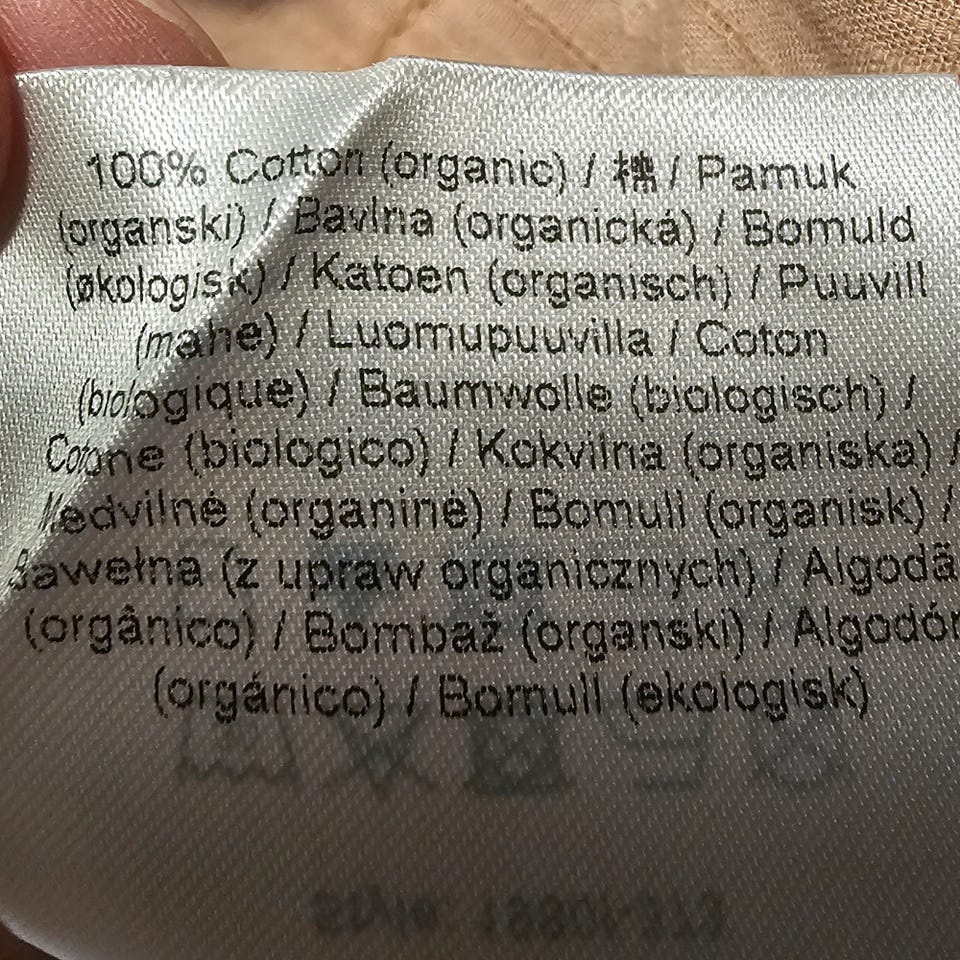 100% Cotton (organic) / 棉 / Pamuk
(organski) / Bavlna (organická) / Bomuld
(økologisk) / Katoen (organisch) / Puuvill
(mahe) / Luomupuuvilla / Coton
(biologique) / Baumwolle (biologisch) /
Cotone (biologico) / Kokvilna (organiska) /
Medvilnė (organinė) / Bomull (organisk) /
Bawełna (z upraw organicznych) / Algodã
(orgânico) / Bombaž (organski) / Algodón
(orgánico) / Bomull (ekologisk)